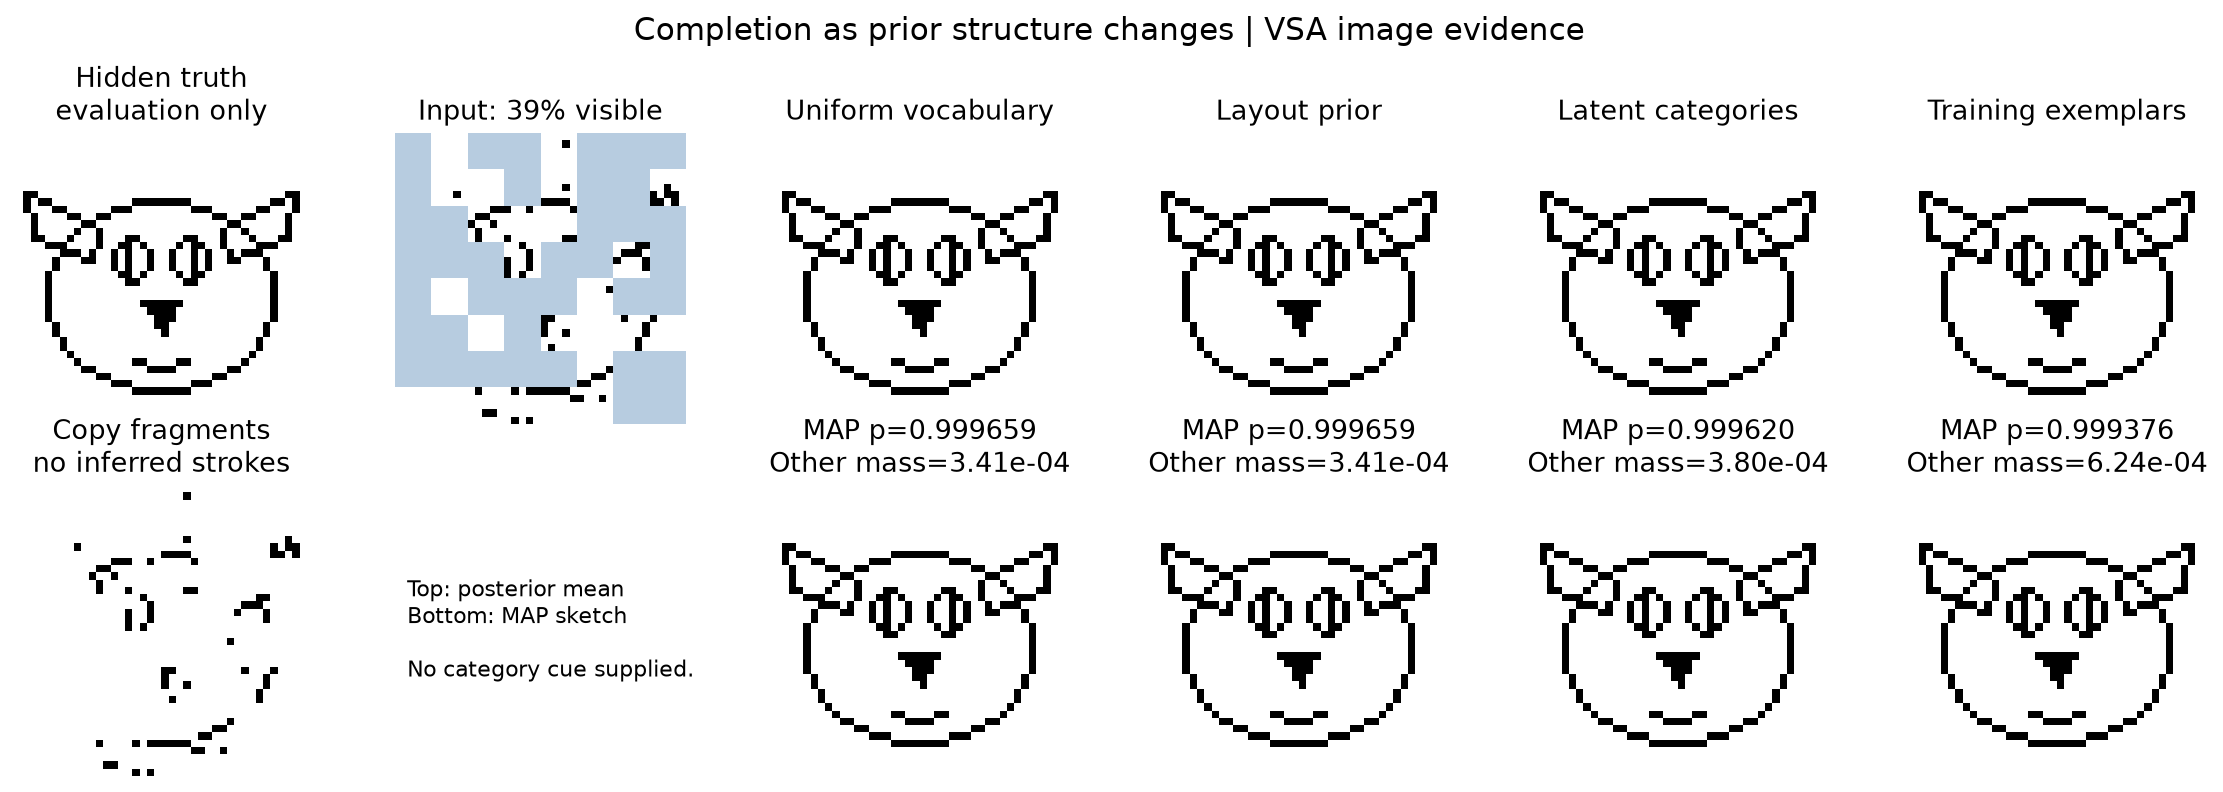 Completion as prior structure changes | VSA image evidence
Hidden truth
evaluation only
Input: 39% visible
Uniform vocabulary
Layout prior
Latent categories
Training exemplars
Copy fragments
no inferred strokes
MAP p=0.999659
Other mass=3.41e-04
MAP p=0.999659
Other mass=3.41e-04
MAP p=0.999620
Other mass=3.80e-04
MAP p=0.999376
Other mass=6.24e-04
Top: posterior mean
Bottom: MAP sketch
No category cue supplied.